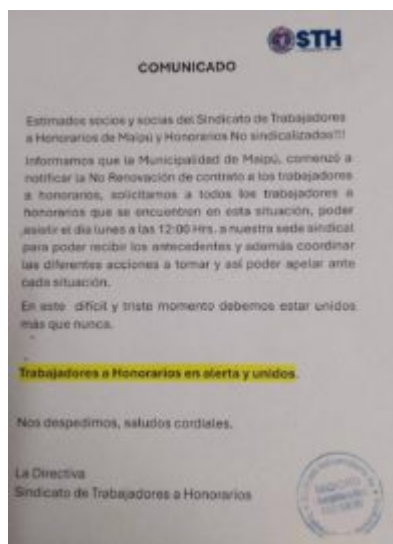 STH
COMUNICADO
Estimados socios y socias del Sindicato de Trabajadores
a Honorarios de Maipú y Honorarios No sindicalizados!!!
Informamos que la Municipalidad de Maipú, comenzó a
notificar la No Renovación de contrato a los trabajadores
a honorarios, solicitamos a todos los trabajadores a
honorarios que se encuentren en esta situación, poder
asistir el día lunes a las 12:00 Hrs. a nuestra sede sindical
para poder recibir los antecedentes y además coordinar
las diferentes acciones a tomar y así poder apelar ante
cada situación.
En este difícil y triste momento debemos estar unidos
más que nunca.
Trabajadores a Honorarios en alerta y unidos.
Nos despedimos, saludos cordiales.
La Directiva
Sindicato de Trabajadores a Honorarios